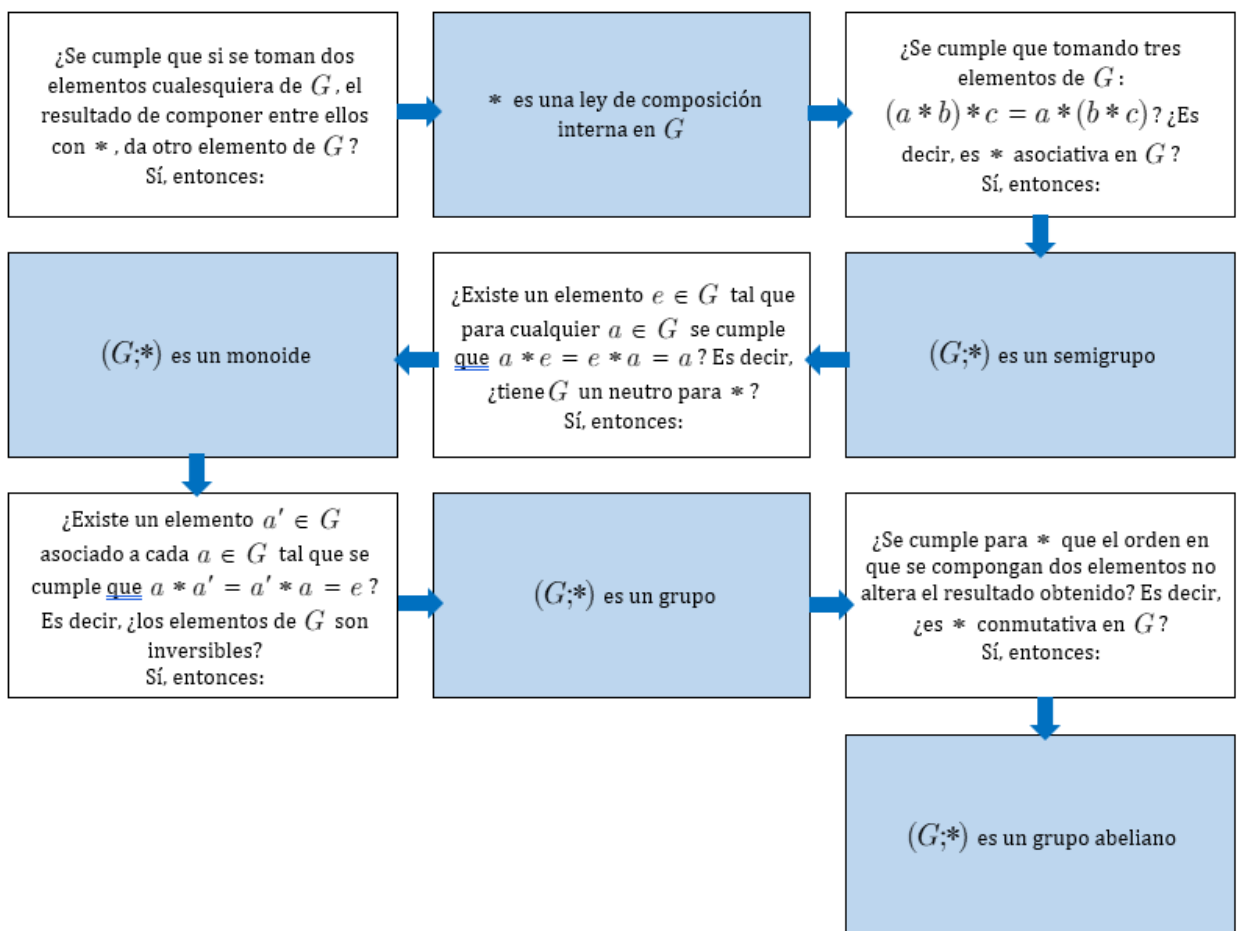 ¿Se cumple que si se toman dos
elementos cualesquiera de G, el
resultado de componer entre ellos
con *, da otro elemento de G?
Sí, entonces:
* es una ley de composición
interna en G
¿Se cumple que tomando tres
elementos de G:
(a * b) * c = a * (b * c)? ¿Es
decir, es * asociativa en G?
Sí, entonces:
(G;*) es un semigrupo
¿Existe un elemento e ∈ G tal que
para cualquier a ∈ G se cumple
que a * e = e * a = a? Es decir,
¿tiene G un neutro para *?
Sí, entonces:
(G;*) es un monoide
¿Existe un elemento a′ ∈ G
asociado a cada a ∈ G tal que se
cumple que a * a′ = a′ * a = e?
Es decir, ¿los elementos de G son
inversibles?
Sí, entonces:
(G;*) es un grupo
¿Se cumple para * que el orden en
que se compongan dos elementos no
altera el resultado obtenido? Es decir,
¿es * conmutativa en G?
Sí, entonces:
(G;*) es un grupo abeliano